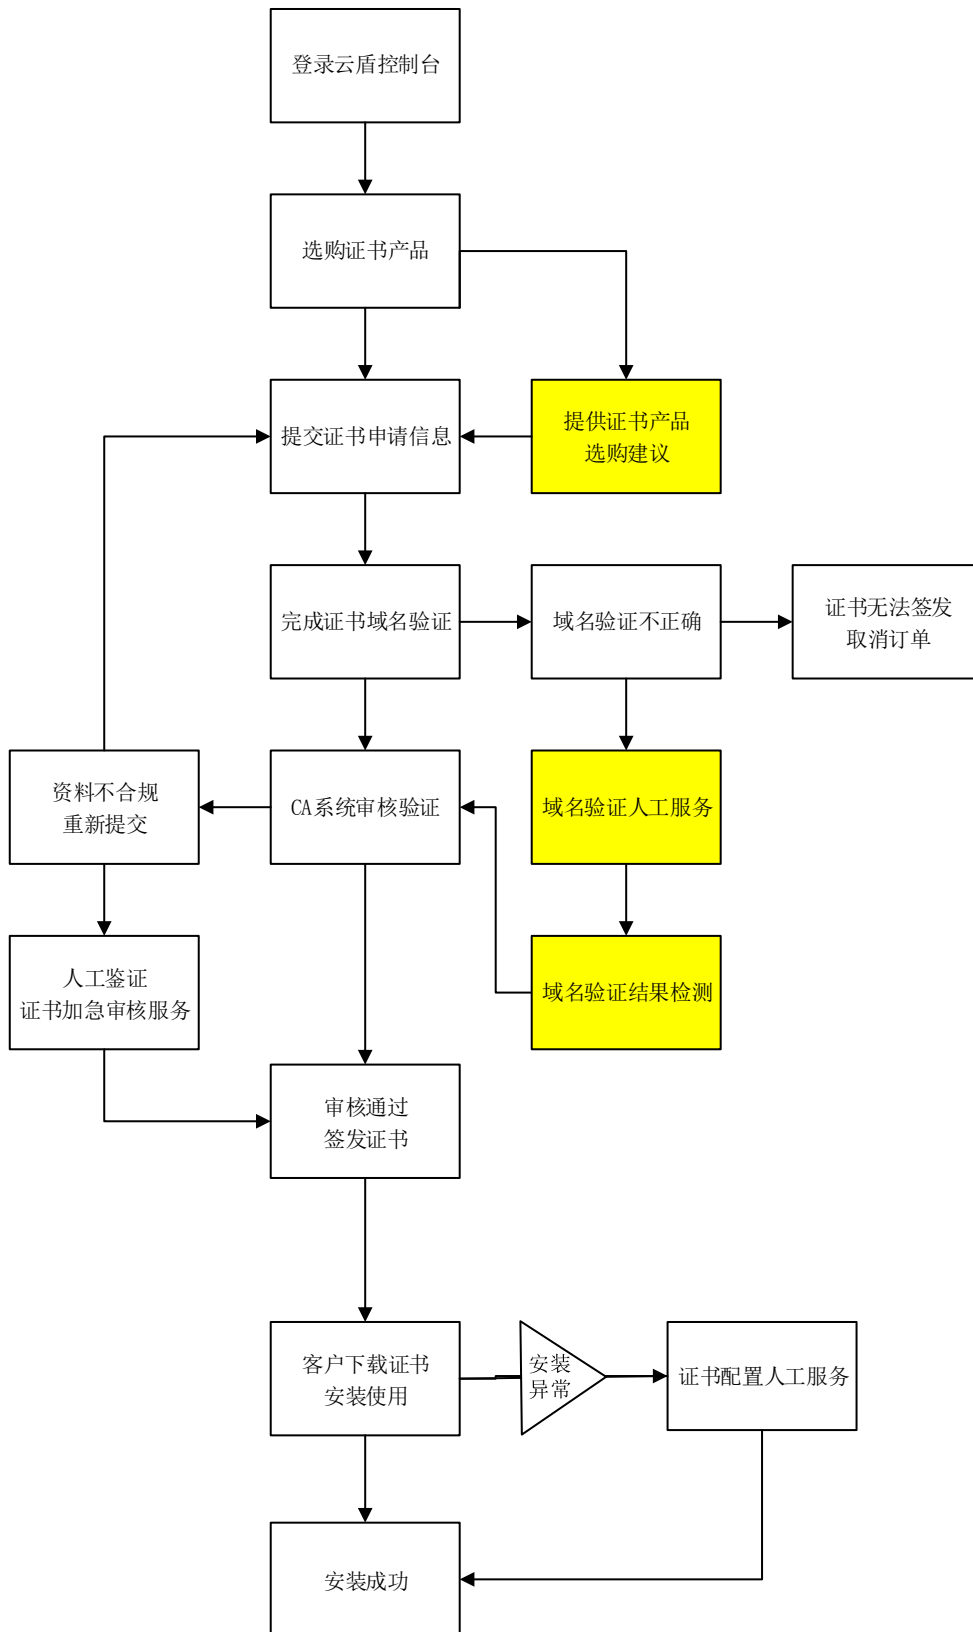 登录云盾控制台
选购证书产品
提交证书申请信息
提供证书产品
选购建议
完成证书域名验证
域名验证不正确
证书无法签发
取消订单
资料不合规
重新提交
CA系统审核验证
域名验证人工服务
人工鉴证
证书加急审核服务
域名验证结果检测
审核通过
签发证书
客户下载证书
安装使用
安装
异常
证书配置人工服务
安装成功